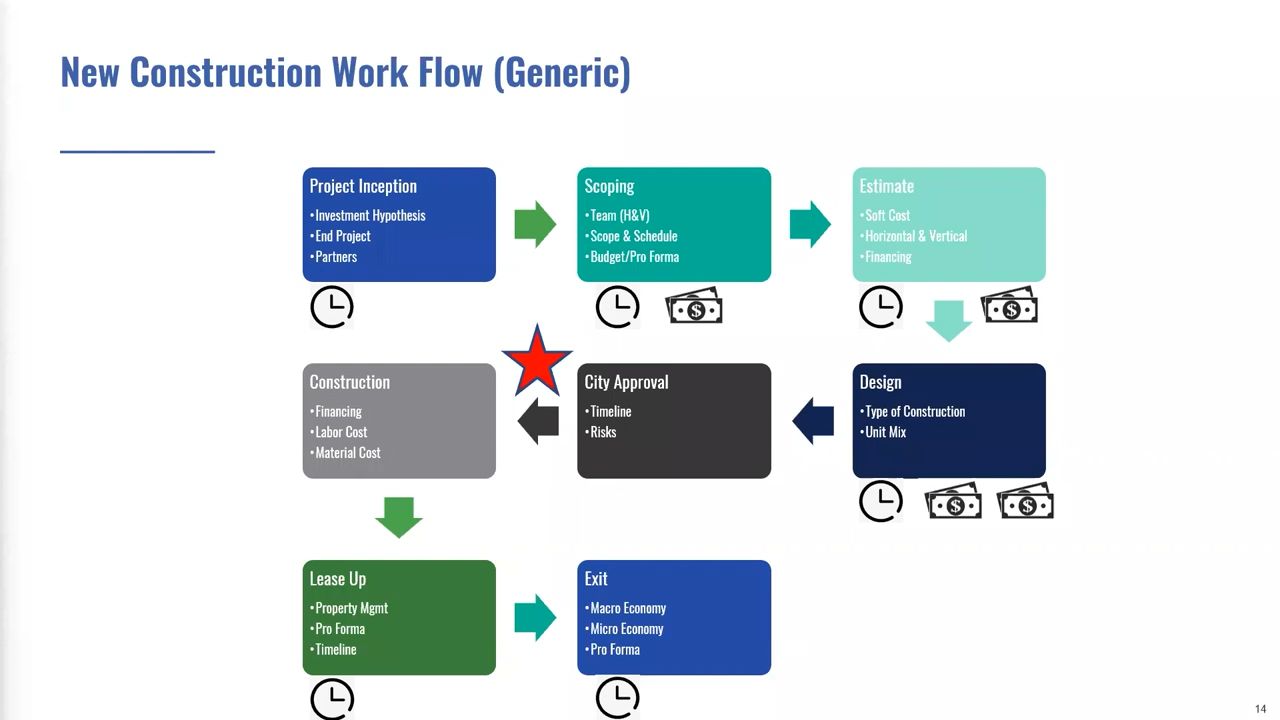 New Construction Work Flow (Generic)
Project Inception
•Investment Hypothesis
•End Project
•Partners
Scoping
•Team (H&V)
•Scope & Schedule
•Budget/Pro Forma
Estimate
•Soft Cost
•Horizontal & Vertical
•Financing
Construction
•Financing
•Labor Cost
•Material Cost
City Approval
•Timeline
•Risks
Design
•Type of Construction
•Unit Mix
Lease Up
•Property Mgmt
•Pro Forma
•Timeline
Exit
•Macro Economy
•Micro Economy
•Pro Forma
14